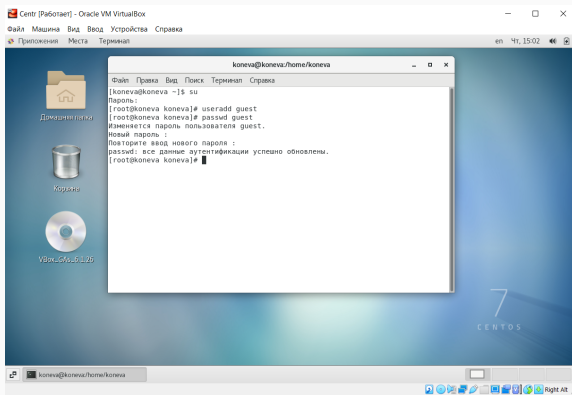 Centr [Работает] - Oracle VM VirtualBox
Файл Машина Вид Ввод Устройства Справка
Приложения Места Терминал en Чт, 15:02
koneva@koneva:/home/koneva
Файл Правка Вид Поиск Терминал Справка
[koneva@koneva ~]$ su
Пароль:
[root@koneva koneva]# useradd guest
[root@koneva koneva]# passwd guest
Изменяется пароль пользователя guest.
Новый пароль :
Повторите ввод нового пароля :
passwd: все данные аутентификации успешно обновлены.
[root@koneva koneva]#
Домашняя папка
Корзина
VBox_GAs_6.1.26
7
CENTOS
koneva@koneva:/home/koneva
Right Alt